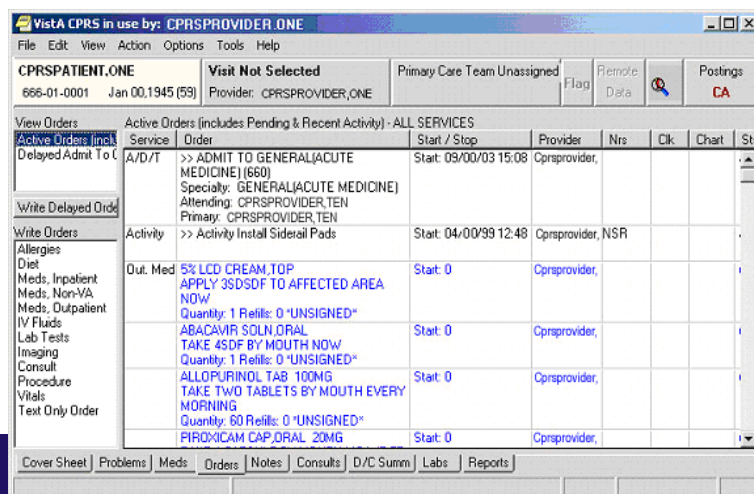 VistA CPRS in use by: CPRSPROVIDER.ONE
File Edit View Action Options Tools Help
CPRSPATIENT,ONE Visit Not Selected Primary Care Team Unassigned Flag Remote Data Postings
666-01-0001 Jan 00,1945 (59) Provider: CPRSPROVIDER,ONE CA
View Orders Active Orders (includes Pending & Recent Activity) - ALL SERVICES
Active Orders (incl
Delayed Admit To
Write Delayed Orde
Write Orders
Allergies
Diet
Meds, Inpatient
Meds, Non-VA
Meds, Outpatient
IV Fluids
Lab Tests
Imaging
Consult
Procedure
Vitals
Text Only Order
Service Order Start / Stop Provider Nrs Clk Chart St
A/D/T >> ADMIT TO GENERAL(ACUTE Start: 09/00/03 15:08 Cprsprovider,
MEDICINE) (660)
Specialty: GENERAL(ACUTE MEDICINE)
Attending: CPRSPROVIDER,TEN
Primary: CPRSPROVIDER,TEN
Activity >> Activity Install Siderail Pads Start: 04/00/99 12:48 Cprsprovider, NSR
Out. Med 5% LCD CREAM,TOP Start: 0 Cprsprovider,
APPLY 3SDSDF TO AFFECTED AREA
NOW
Quantity: 1 Refills: 0 *UNSIGNED*
ABACAVIR SOLN,ORAL Start: 0 Cprsprovider,
TAKE 4SDF BY MOUTH NOW
Quantity: 1 Refills: 0 *UNSIGNED*
ALLOPURINOL TAB 100MG Start: 0 Cprsprovider,
TAKE TWO TABLETS BY MOUTH EVERY
MORNING
Quantity: 60 Refills: 0 *UNSIGNED*
PIROXICAM CAP,ORAL 20MG Start: 0 Cprsprovider,
Cover Sheet Problems Meds Orders Notes Consults D/C Summ Labs Reports